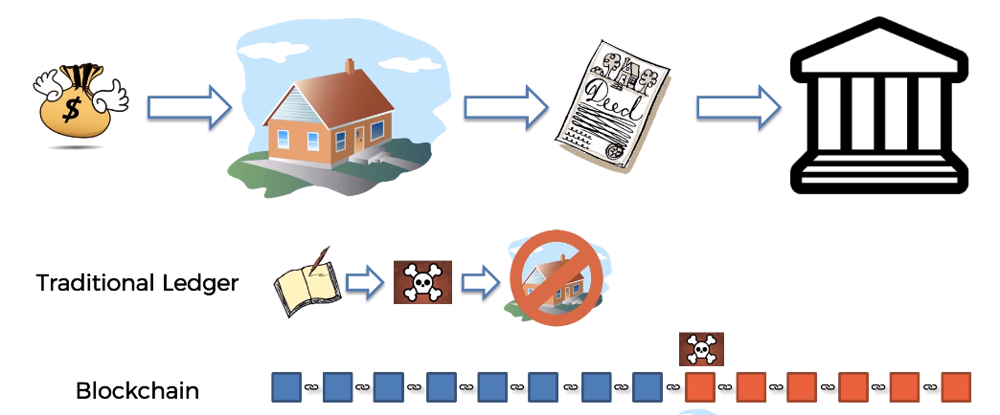 $
Deed
Traditional Ledger
Blockchain